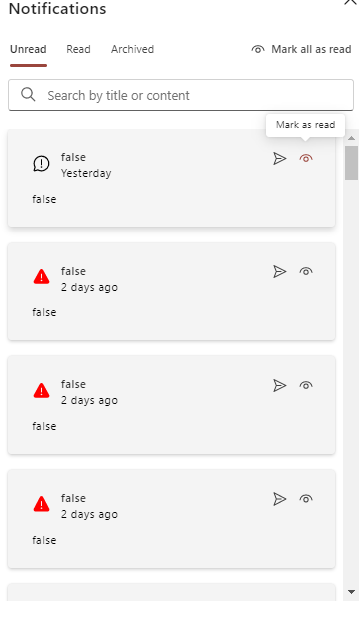 Notifications
Unread Read Archived Mark all as read
Search by title or content
Mark as read
false
Yesterday
false
false
2 days ago
false
false
2 days ago
false
false
2 days ago
false